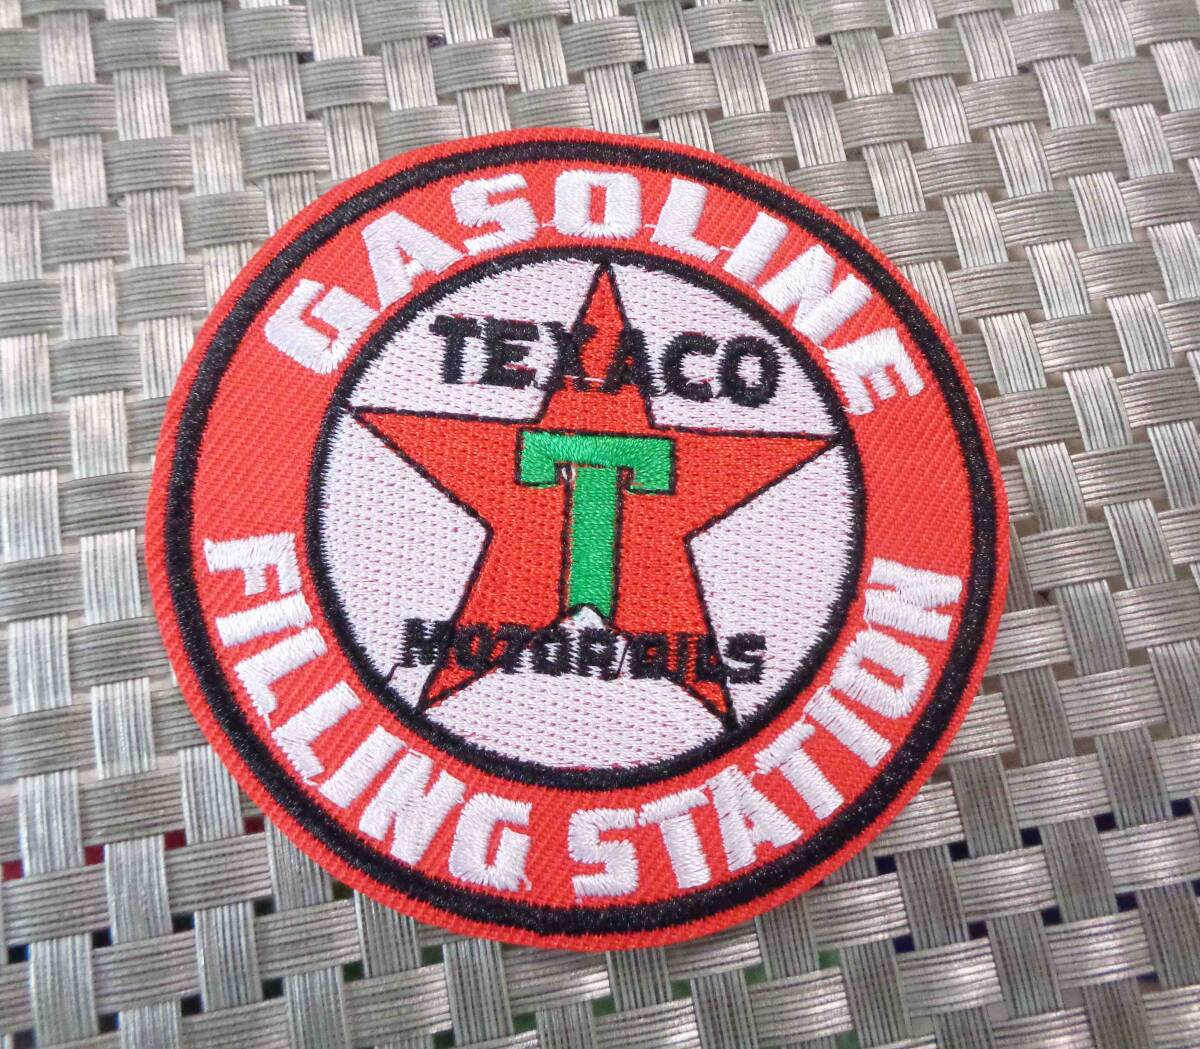 GASOLINE
TEXACO
T
MOTOR OILS
FILLING STATION